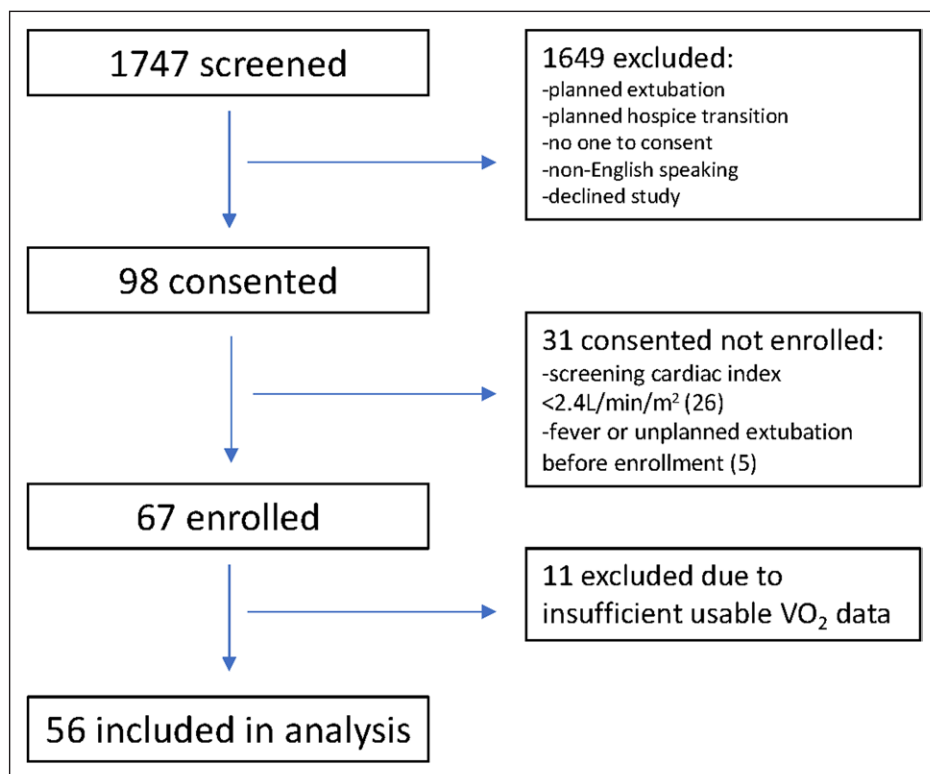 1747 screened
1649 excluded:
-planned extubation
-planned hospice transition
-no one to consent
-non-English speaking
-declined study
98 consented
31 consented not enrolled:
-screening cardiac index
<2.4L/min/m² (26)
-fever or unplanned extubation
before enrollment (5)
67 enrolled
11 excluded due to
insufficient usable VO₂ data
56 included in analysis